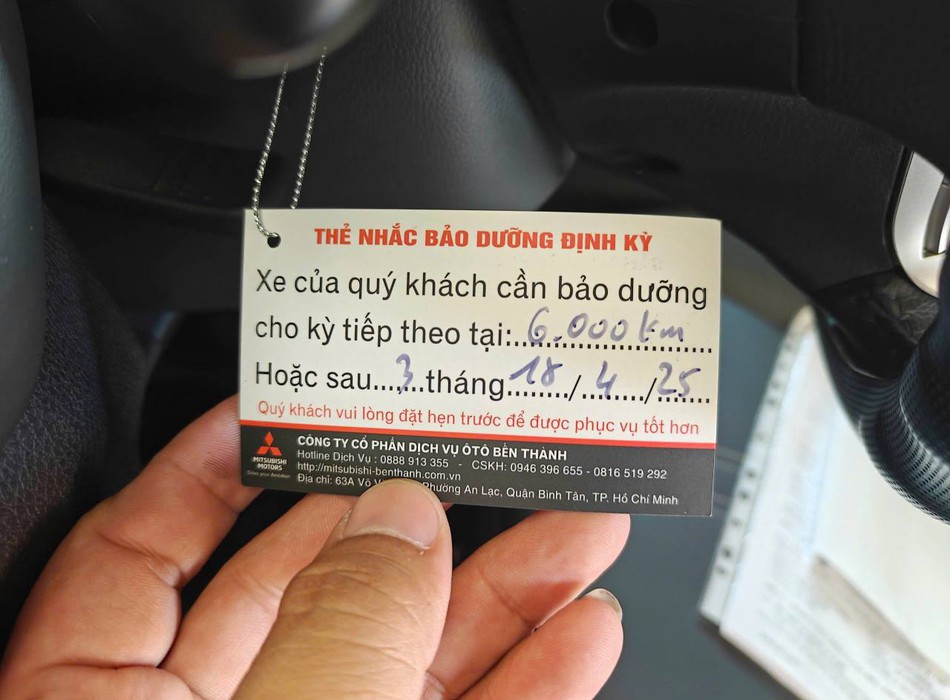 THẺ NHẮC BẢO DƯỠNG ĐỊNH KỲ
Xe của quý khách cần bảo dưỡng
cho kỳ tiếp theo tại:..6.000 km..
Hoặc sau...3...tháng..18../..4../..25..
Quý khách vui lòng đặt hẹn trước để được phục vụ tốt hơn
MITSUBISHI
MOTORS
Drive your Ambition
CÔNG TY CỔ PHẦN DỊCH VỤ ÔTÔ BẾN THÀNH
Hotline Dịch Vụ : 0888 913 355 - CSKH: 0946 396 655 - 0816 519 292
http://mitsubishi-benthanh.com.vn
Địa chỉ: 63A Võ Phường An Lạc, Quận Bình Tân, TP. Hồ Chí Minh